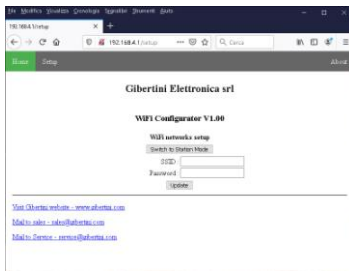 File Modifica Visualizza Cronologia Segnalibri Strumenti Aiuto
192.168.4.1/setup
192.168.4.1/setup
Cerca
Home Setup About
Gibertini Elettronica srl
WiFi Configurator V1.00
WiFi networks setup
Switch to Station Mode
SSID
Password
Update
Visit Gibertini website - www.gibertini.com
Mail to sales - sales@gibertini.com
Mail to Service - service@gibertini.com